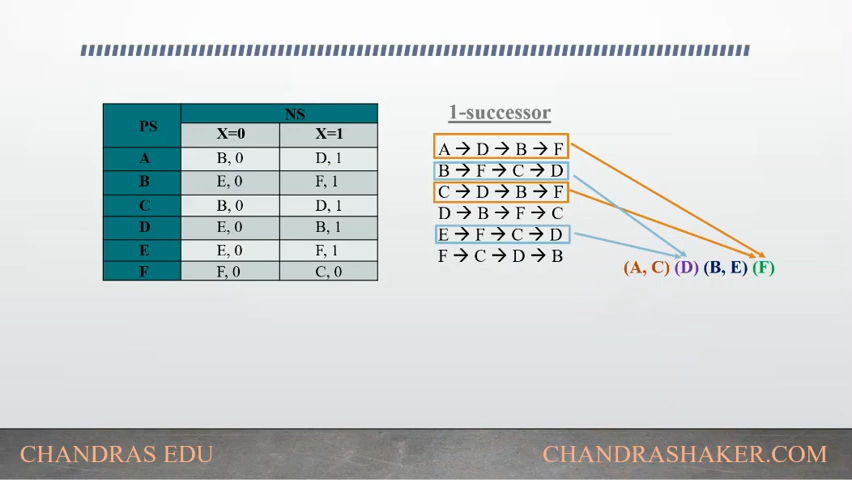 PS NS
X=0 X=1
A B, 0 D, 1
B E, 0 F, 1
C B, 0 D, 1
D E, 0 B, 1
E E, 0 F, 1
F F, 0 C, 0
1-successor
A → D → B → F
B → F → C → D
C → D → B → F
D → B → F → C
E → F → C → D
F → C → D → B
(A, C) (D) (B, E) (F)
CHANDRAS EDU
CHANDRASHAKER.COM